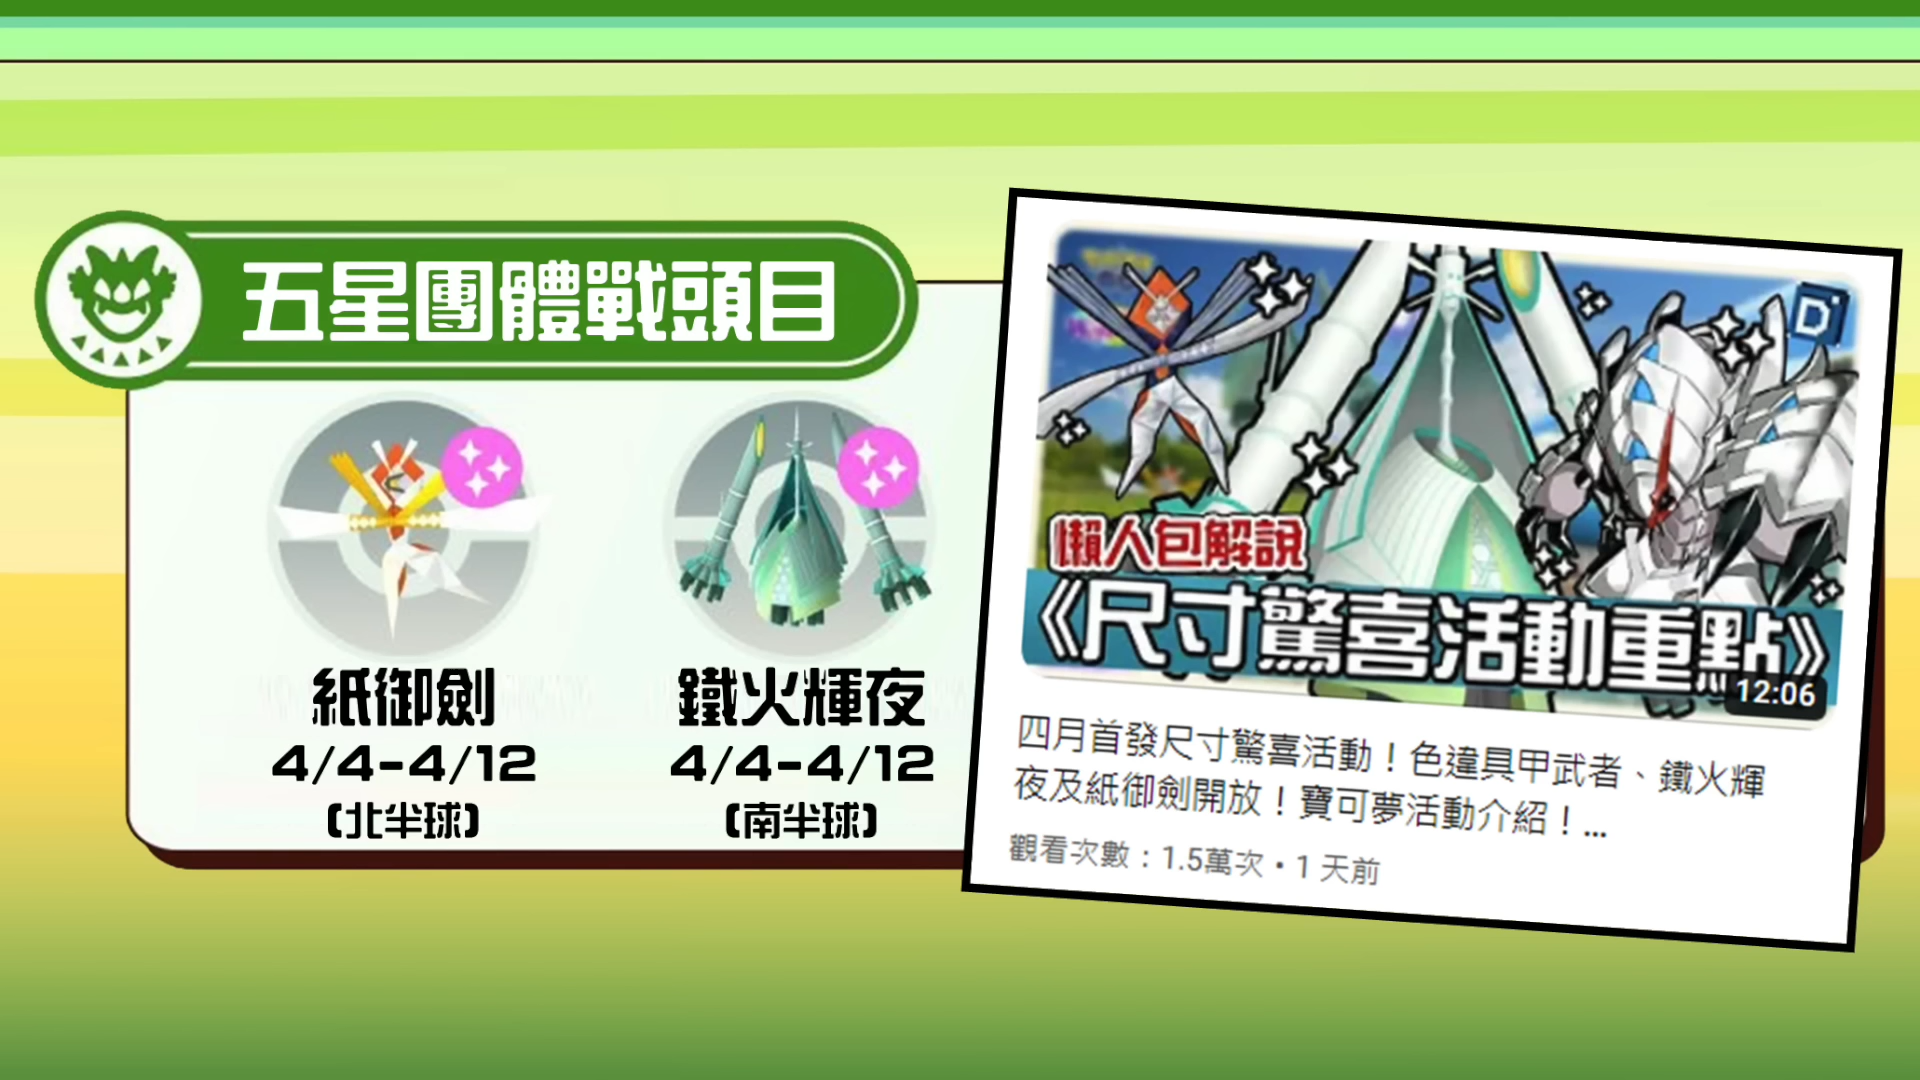 五星團體戰頭目
紙御劍
4/4-4/12
(北半球)
鐵火輝夜
4/4-4/12
(南半球)
D
懶人包解說
《尺寸驚喜活動重點》
12:06
四月首發尺寸驚喜活動！色違具甲武者、鐵火輝
夜及紙御劍開放！寶可夢活動介紹！...
觀看次數：1.5萬次・1 天前